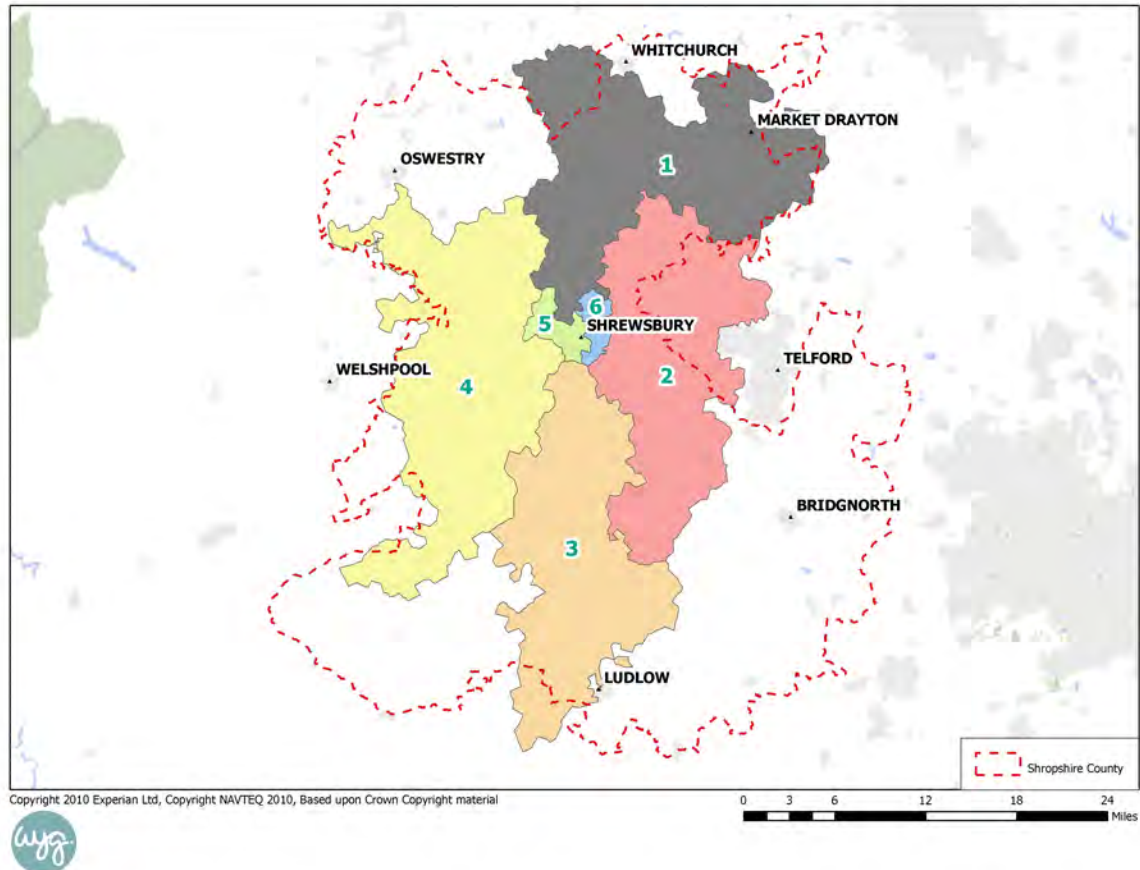 WHITCHURCH
MARKET DRAYTON
OSWESTRY
1
6
5
SHREWSBURY
TELFORD
WELSHPOOL
4
2
BRIDGNORTH
3
LUDLOW
Shropshire County
Copyright 2010 Experian Ltd, Copyright NAVTEQ 2010, Based upon Crown Copyright material
0 3 6 12 18 24
Miles
wyg.